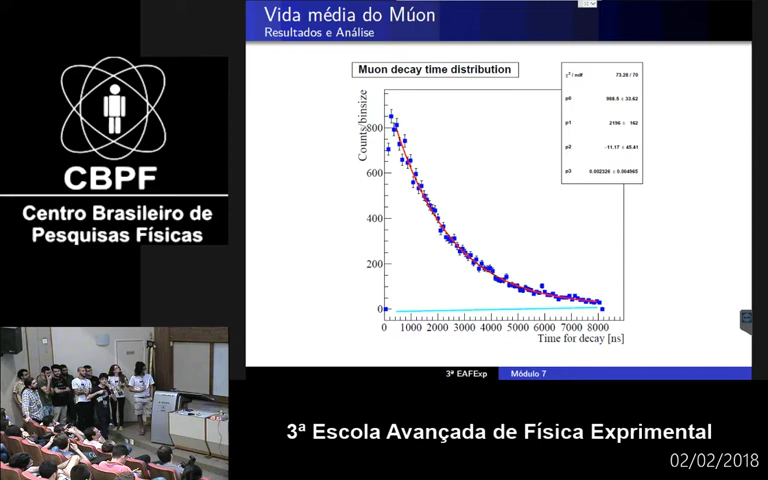 Vida média do Múon
Resultados e Análise
Muon decay time distribution
χ² / ndf 73.28 / 70
p0 908.5 ± 33.62
p1 2196 ± 162
p2 -11.17 ± 45.41
p3 0.002326 ± 0.004965
Counts/binsize
800
600
400
200
0
0 1000 2000 3000 4000 5000 6000 7000 8000
Time for decay [ns]
3ª EAFExp Módulo 7
CBPF
Centro Brasileiro de
Pesquisas Físicas
3ª Escola Avançada de Física Exprimental
02/02/2018